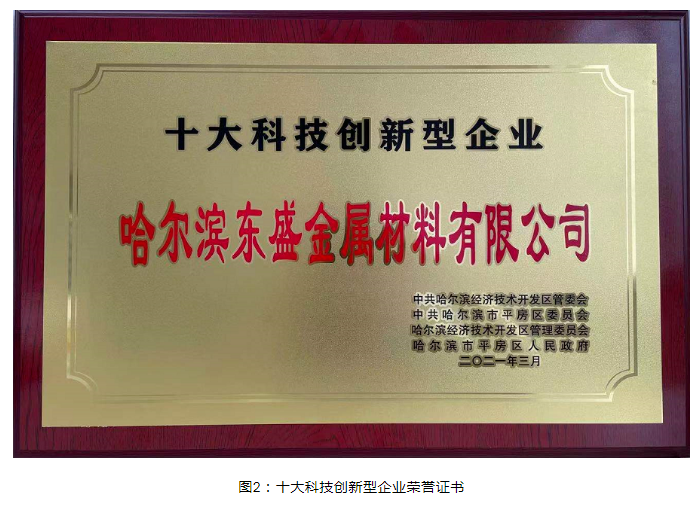 十大科技创新型企业
哈尔滨东盛金属材料有限公司
中共哈尔滨经济技术开发区管委会
中共哈尔滨市平房区委员会
哈尔滨经济技术开发区管理委员会
哈尔滨市平房区人民政府
二〇二一年三月
图2：十大科技创新型企业荣誉证书